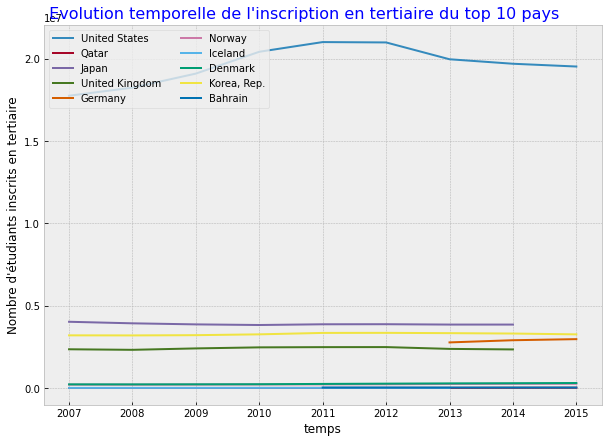 Evolution temporelle de l'inscription en tertiaire du top 10 pays
1e7
United States
Qatar
Japan
United Kingdom
Germany
Norway
Iceland
Denmark
Korea, Rep.
Bahrain
2.0
1.5
1.0
0.5
0.0
Nombre d'étudiants inscrits en tertiaire
2007 2008 2009 2010 2011 2012 2013 2014 2015
temps